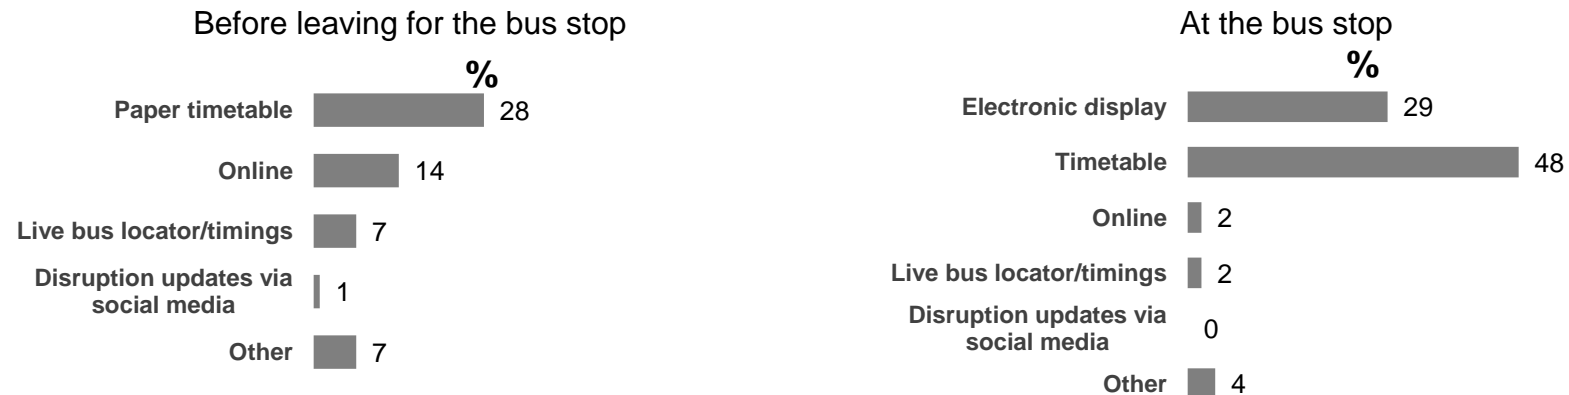 Before leaving for the bus stop
%
Paper timetable 28
Online 14
Live bus locator/timings 7
Disruption updates via
social media 1
Other 7
At the bus stop
%
Electronic display 29
Timetable 48
Online 2
Live bus locator/timings 2
Disruption updates via
social media 0
Other 4